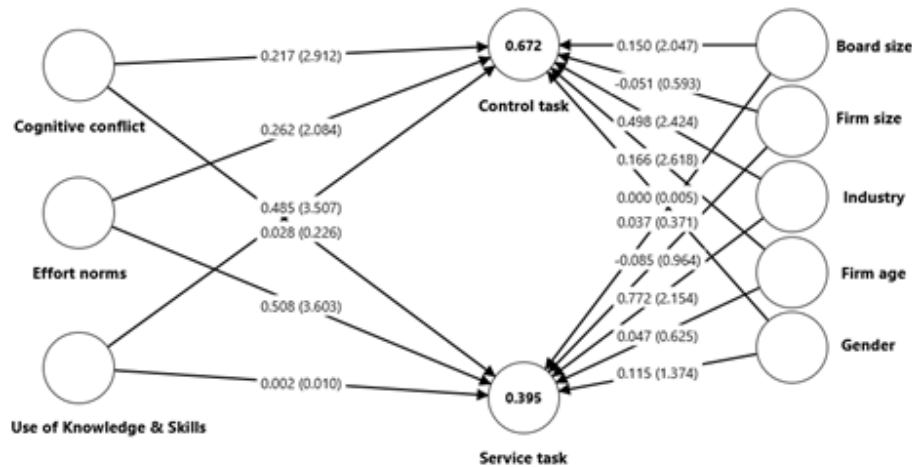 0.672
0.150 (2.047)
Board size
0.217 (2.912)
-0.051 (0.593)
Control task
Cognitive conflict
Firm size
0.262 (2.084)
0.498 (2.424)
0.166 (2.618)
Industry
0.485 (3.507)
0.000 (0.005)
0.028 (0.226)
0.037 (0.371)
Effort norms
-0.085 (0.964)
Firm age
0.508 (3.603)
0.772 (2.154)
0.047 (0.625)
Gender
0.002 (0.010)
0.115 (1.374)
0.395
Use of Knowledge & Skills
Service task